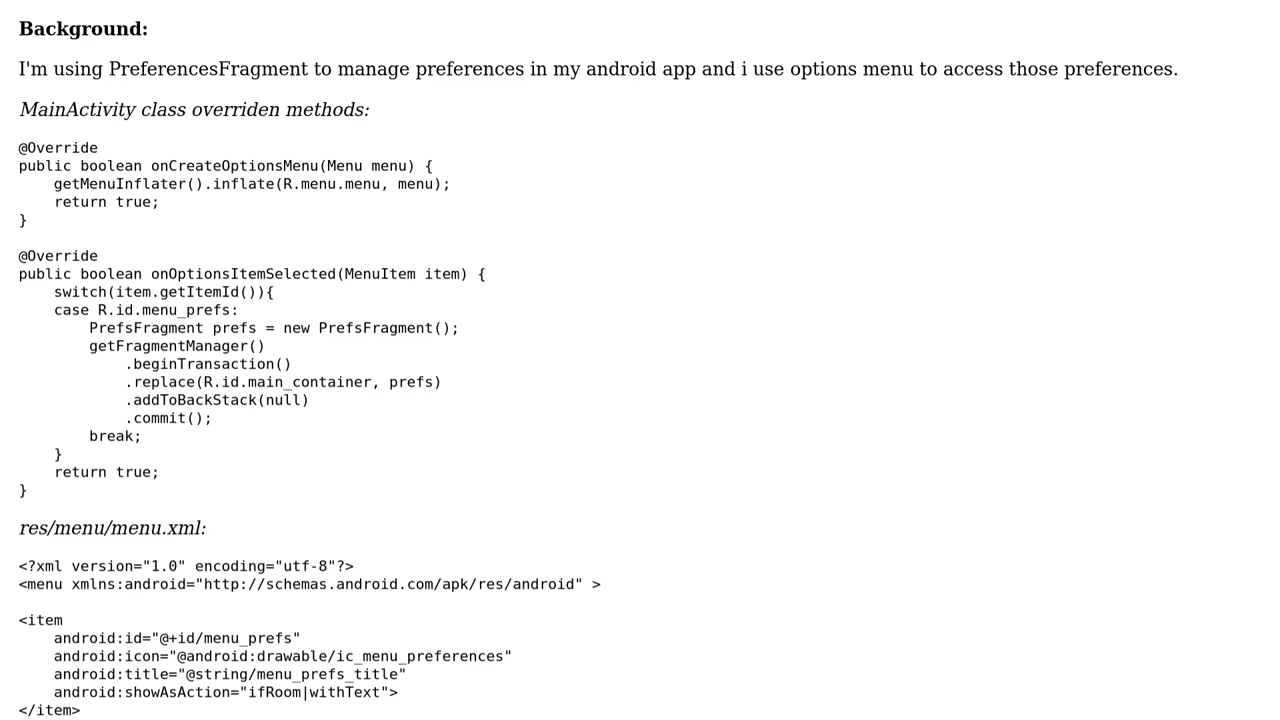 Background:
I'm using PreferencesFragment to manage preferences in my android app and i use options menu to access those preferences.
MainActivity class overriden methods:
@Override
public boolean onCreateOptionsMenu(Menu menu) {
    getMenuInflater().inflate(R.menu.menu, menu);
    return true;
}
@Override
public boolean onOptionsItemSelected(MenuItem item) {
    switch(item.getItemId()){
    case R.id.menu_prefs:
        PrefsFragment prefs = new PrefsFragment();
        getFragmentManager()
            .beginTransaction()
            .replace(R.id.main_container, prefs)
            .addToBackStack(null)
            .commit();
        break;
    }
    return true;
}
res/menu/menu.xml:
<?xml version="1.0" encoding="utf-8"?>
<menu xmlns:android="http://schemas.android.com/apk/res/android" >
<item
    android:id="@+id/menu_prefs"
    android:icon="@android:drawable/ic_menu_preferences"
    android:title="@string/menu_prefs_title"
    android:showAsAction="ifRoom|withText">
</item>